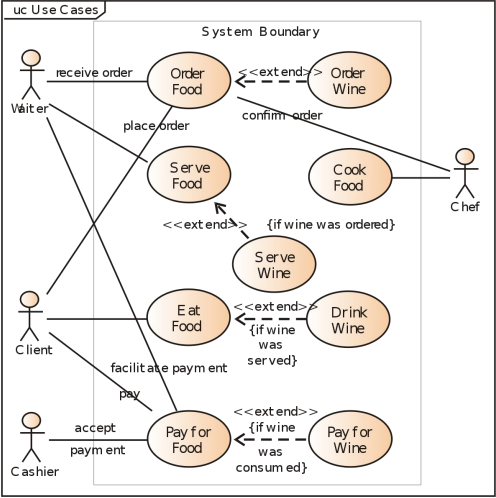 uc Use Cases
System Boundary
receive order
Order
Food
<<extend>>
Order
Wine
Waiter
place order
confirm order
Serve
Food
Cook
Food
Chef
<<extend>>
{if wine was ordered}
Serve
Wine
Client
Eat
Food
<<extend>>
{if wine
was
served}
Drink
Wine
facilitate payment
pay
Cashier
accept
payment
Pay for
Food
<<extend>>
{if wine
was
consumed}
Pay for
Wine